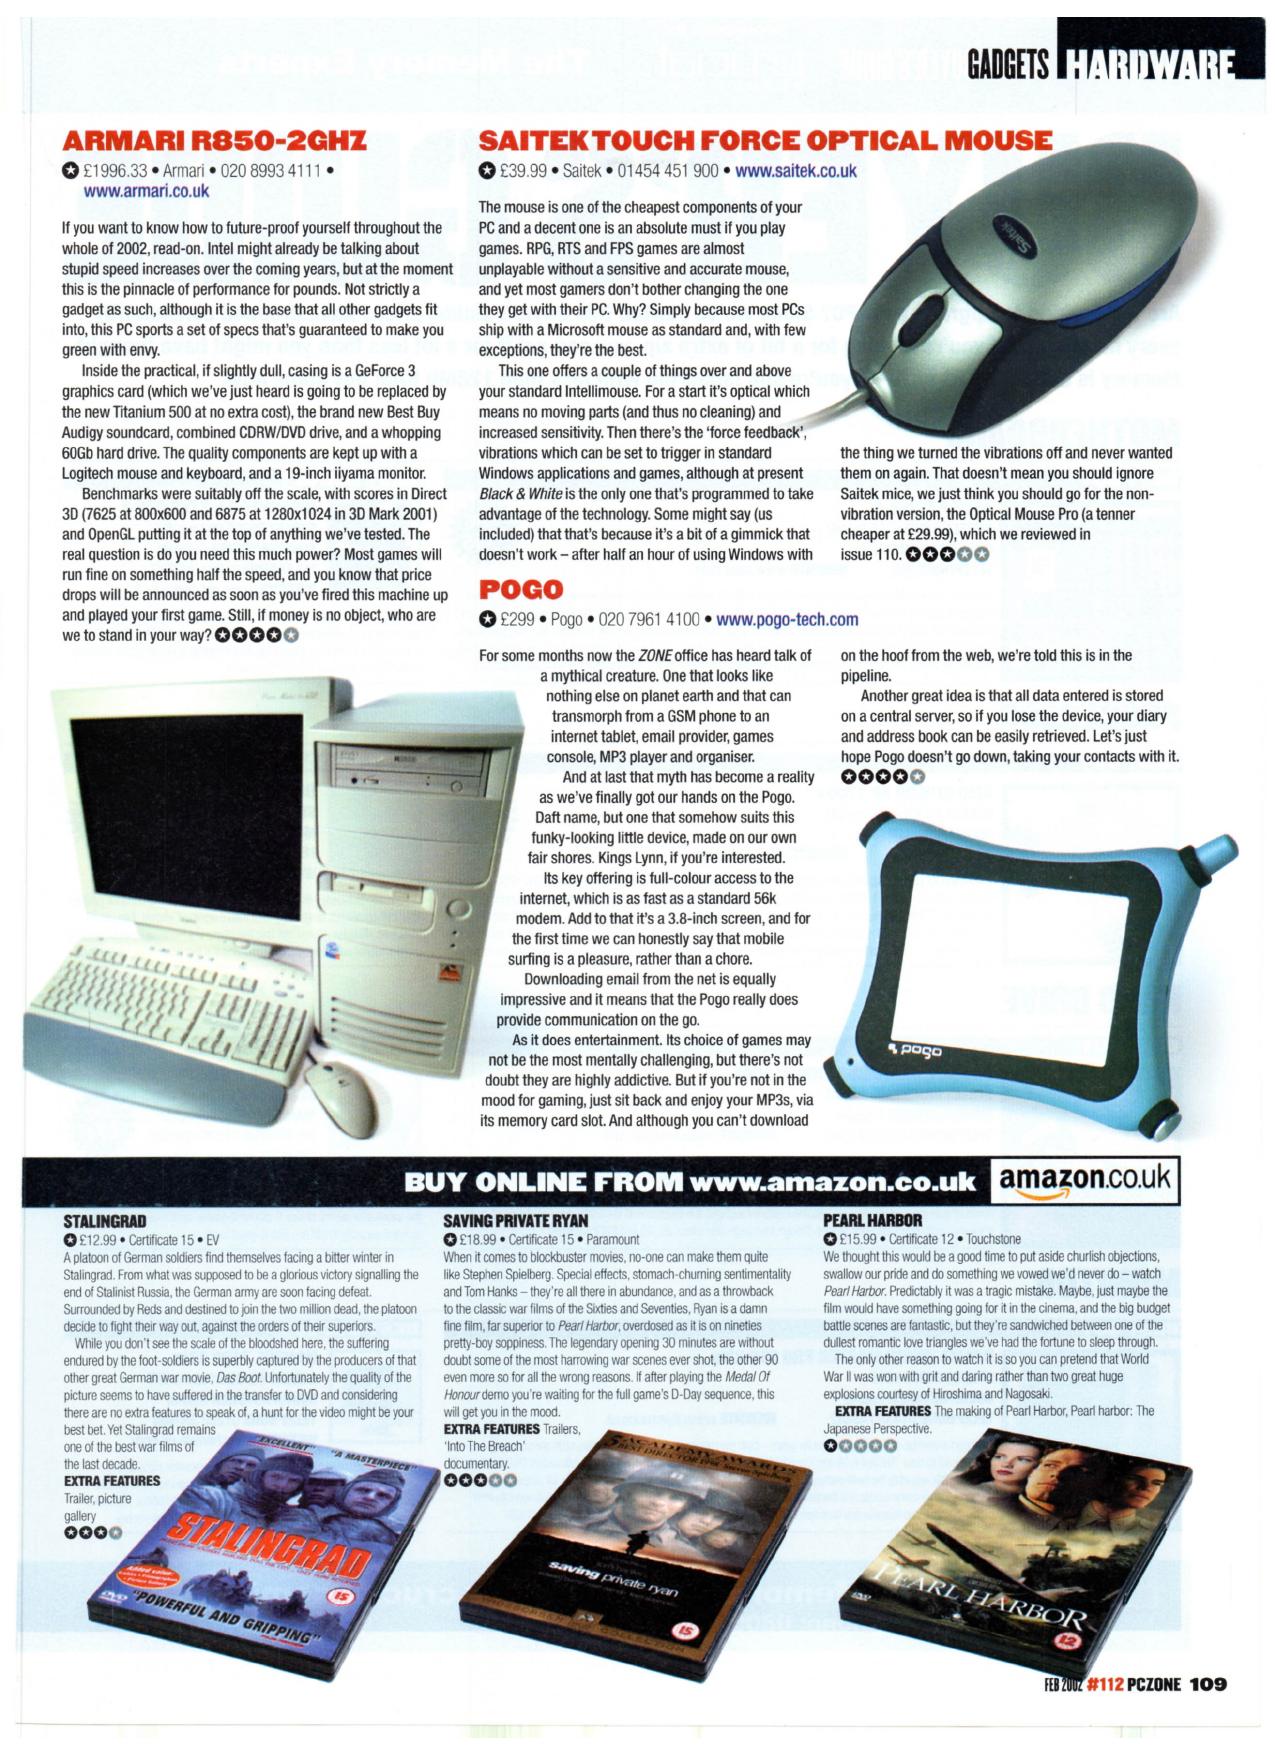 GADGETS HARDWARE
ARMARI R850-2GHZ
£1996.33 • Armari • 020 8993 4111 •
www.armari.co.uk
If you want to know how to future-proof yourself throughout the
whole of 2002, read-on. Intel might already be talking about
stupid speed increases over the coming years, but at the moment
this is the pinnacle of performance for pounds. Not strictly a
gadget as such, although it is the base that all other gadgets fit
into, this PC sports a set of specs that's guaranteed to make you
green with envy.
Inside the practical, if slightly dull, casing is a GeForce 3
graphics card (which we've just heard is going to be replaced by
the new Titanium 500 at no extra cost), the brand new Best Buy
Audigy soundcard, combined CDRW/DVD drive, and a whopping
60Gb hard drive. The quality components are kept up with a
Logitech mouse and keyboard, and a 19-inch iiyama monitor.
Benchmarks were suitably off the scale, with scores in Direct
3D (7625 at 800x600 and 6875 at 1280x1024 in 3D Mark 2001)
and OpenGL putting it at the top of anything we've tested. The
real question is do you need this much power? Most games will
run fine on something half the speed, and you know that price
drops will be announced as soon as you've fired this machine up
and played your first game. Still, if money is no object, who are
we to stand in your way?
SAITEK TOUCH FORCE OPTICAL MOUSE
£39.99 • Saitek • 01454 451 900 • www.saitek.co.uk
The mouse is one of the cheapest components of your
PC and a decent one is an absolute must if you play
games. RPG, RTS and FPS games are almost
unplayable without a sensitive and accurate mouse,
and yet most gamers don't bother changing the one
they get with their PC. Why? Simply because most PCs
ship with a Microsoft mouse as standard and, with few
exceptions, they're the best.
This one offers a couple of things over and above
your standard Intellimouse. For a start it's optical which
means no moving parts (and thus no cleaning) and
increased sensitivity. Then there's the 'force feedback',
vibrations which can be set to trigger in standard
Windows applications and games, although at present
Black & White is the only one that's programmed to take
advantage of the technology. Some might say (us
included) that that's because it's a bit of a gimmick that
doesn't work – after half an hour of using Windows with
the thing we turned the vibrations off and never wanted
them on again. That doesn't mean you should ignore
Saitek mice, we just think you should go for the non-
vibration version, the Optical Mouse Pro (a tenner
cheaper at £29.99), which we reviewed in
issue 110.
Saitek
POGO
£299 • Pogo • 020 7961 4100 • www.pogo-tech.com
For some months now the ZONE office has heard talk of
a mythical creature. One that looks like
nothing else on planet earth and that can
transmorph from a GSM phone to an
internet tablet, email provider, games
console, MP3 player and organiser.
And at last that myth has become a reality
as we've finally got our hands on the Pogo.
Daft name, but one that somehow suits this
funky-looking little device, made on our own
fair shores. Kings Lynn, if you're interested.
Its key offering is full-colour access to the
internet, which is as fast as a standard 56k
modem. Add to that it's a 3.8-inch screen, and for
the first time we can honestly say that mobile
surfing is a pleasure, rather than a chore.
Downloading email from the net is equally
impressive and it means that the Pogo really does
provide communication on the go.
As it does entertainment. Its choice of games may
not be the most mentally challenging, but there's not
doubt they are highly addictive. But if you're not in the
mood for gaming, just sit back and enjoy your MP3s, via
its memory card slot. And although you can't download
on the hoof from the web, we're told this is in the
pipeline.
Another great idea is that all data entered is stored
on a central server, so if you lose the device, your diary
and address book can be easily retrieved. Let's just
hope Pogo doesn't go down, taking your contacts with it.
pogo
BUY ONLINE FROM www.amazon.co.uk amazon.co.uk
STALINGRAD
£12.99 • Certificate 15 • EV
A platoon of German soldiers find themselves facing a bitter winter in
Stalingrad. From what was supposed to be a glorious victory signalling the
end of Stalinist Russia, the German army are soon facing defeat.
Surrounded by Reds and destined to join the two million dead, the platoon
decide to fight their way out, against the orders of their superiors.
While you don't see the scale of the bloodshed here, the suffering
endured by the foot-soldiers is superbly captured by the producers of that
other great German war movie, Das Boot. Unfortunately the quality of the
picture seems to have suffered in the transfer to DVD and considering
there are no extra features to speak of, a hunt for the video might be your
best bet. Yet Stalingrad remains
one of the best war films of
the last decade.
EXTRA FEATURES
Trailer, picture
gallery
"EXCELLENT" "A MASTERPIECE"
STALINGRAD
Added value:
"POWERFUL AND GRIPPING"
DVD
15
SAVING PRIVATE RYAN
£18.99 • Certificate 15 • Paramount
When it comes to blockbuster movies, no-one can make them quite
like Stephen Spielberg. Special effects, stomach-churning sentimentality
and Tom Hanks – they're all there in abundance, and as a throwback
to the classic war films of the Sixties and Seventies, Ryan is a damn
fine film, far superior to Pearl Harbor, overdosed as it is on nineties
pretty-boy soppiness. The legendary opening 30 minutes are without
doubt some of the most harrowing war scenes ever shot, the other 90
even more so for all the wrong reasons. If after playing the Medal Of
Honour demo you're waiting for the full game's D-Day sequence, this
will get you in the mood.
EXTRA FEATURES Trailers,
'Into The Breach'
documentary.
5 ACADEMY AWARDS
BEST DIRECTOR 1998 Steven Spielberg
saving private ryan
WIDESCREEN COLLECTION
15
PEARL HARBOR
£15.99 • Certificate 12 • Touchstone
We thought this would be a good time to put aside churlish objections,
swallow our pride and do something we vowed we'd never do – watch
Pearl Harbor. Predictably it was a tragic mistake. Maybe, just maybe the
film would have something going for it in the cinema, and the big budget
battle scenes are fantastic, but they're sandwiched between one of the
dullest romantic love triangles we've had the fortune to sleep through.
The only other reason to watch it is so you can pretend that World
War II was won with grit and daring rather than two great huge
explosions courtesy of Hiroshima and Nagosaki.
EXTRA FEATURES The making of Pearl Harbor, Pearl harbor: The
Japanese Perspective.
PEARL HARBOR
DVD
12
FEB 2002 #112 PCZONE 109